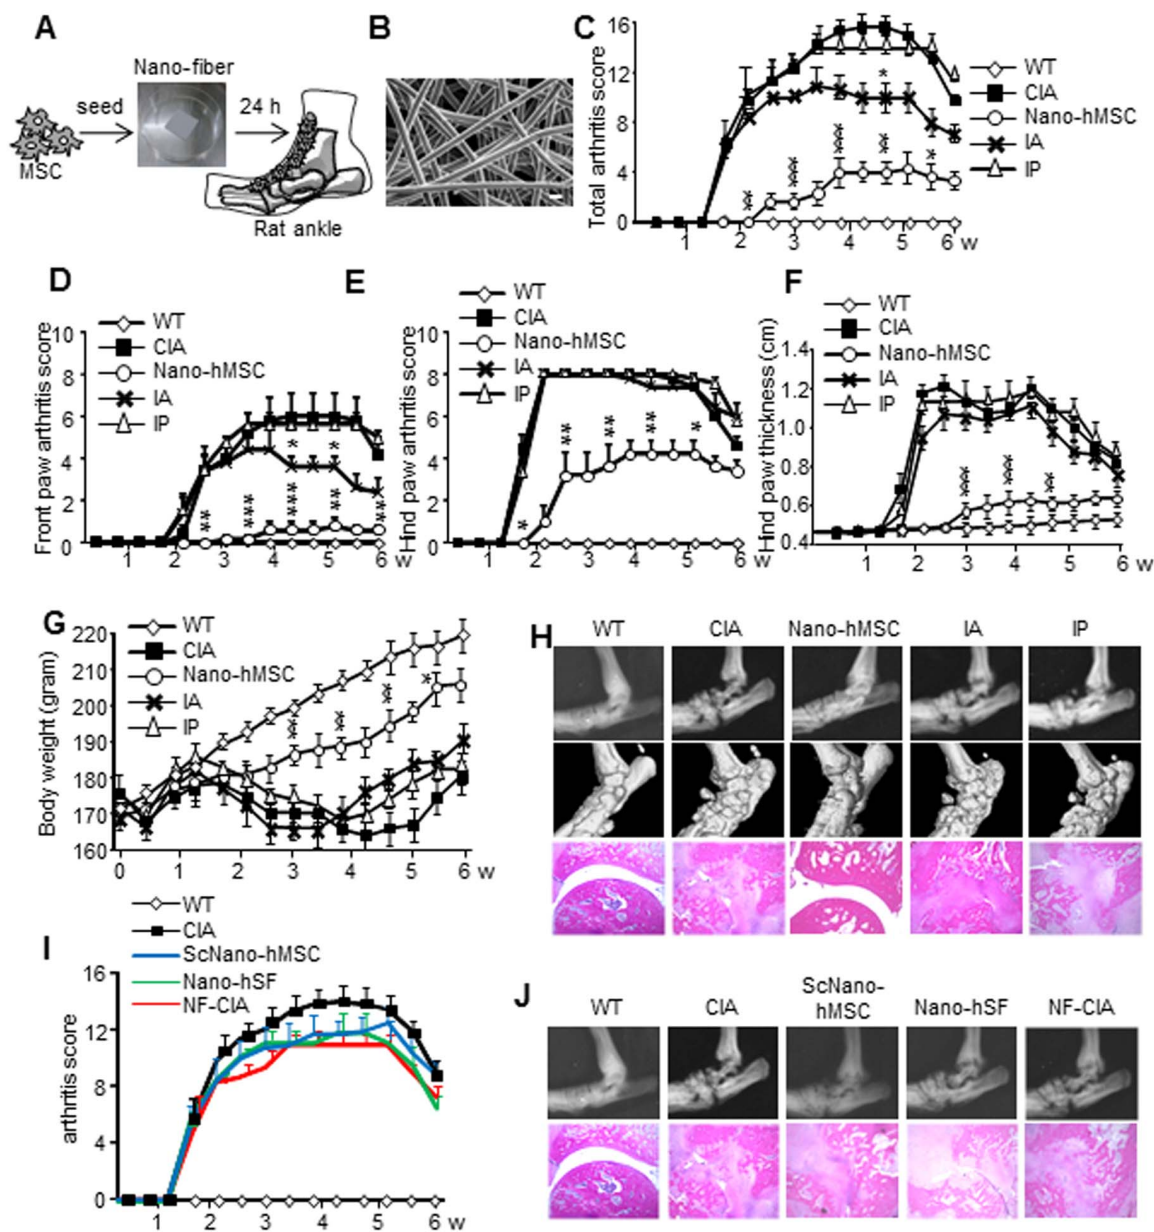 A
Nano-fiber
seed
24 h
MSC
Rat ankle
B
C
Total arthritis score
16
12
8
4
0
1 2 3 4 5 6 w
WT
CIA
Nano-hMSC
IA
IP
*
**
***
***
**
*
D
WT
CIA
Nano-hMSC
IA
IP
Front paw arthritis score
10
8
6
4
2
0
1 2 3 4 5 6 w
* *
** *** *** ** **
E
WT
CIA
Nano-hMSC
IA
IP
Hind paw arthritis score
10
8
6
4
2
0
1 2 3 4 5 6 w
* ** ** ** *
F
WT
CIA
Nano-hMSC
IA
IP
Hind paw thickness (cm)
1.4
1.2
1.0
0.8
0.6
0.4
1 2 3 4 5 6 w
*** *** **
G
WT
CIA
Nano-hMSC
IA
IP
Body weight (gram)
220
210
200
190
180
170
160
0 1 2 3 4 5 6 w
*** ** ** *
H
WT CIA Nano-hMSC IA IP
I
WT
CIA
ScNano-hMSC
Nano-hSF
NF-CIA
arthritis score
16
12
8
4
0
1 2 3 4 5 6 w
J
WT CIA ScNano-
hMSC Nano-hSF NF-CIA